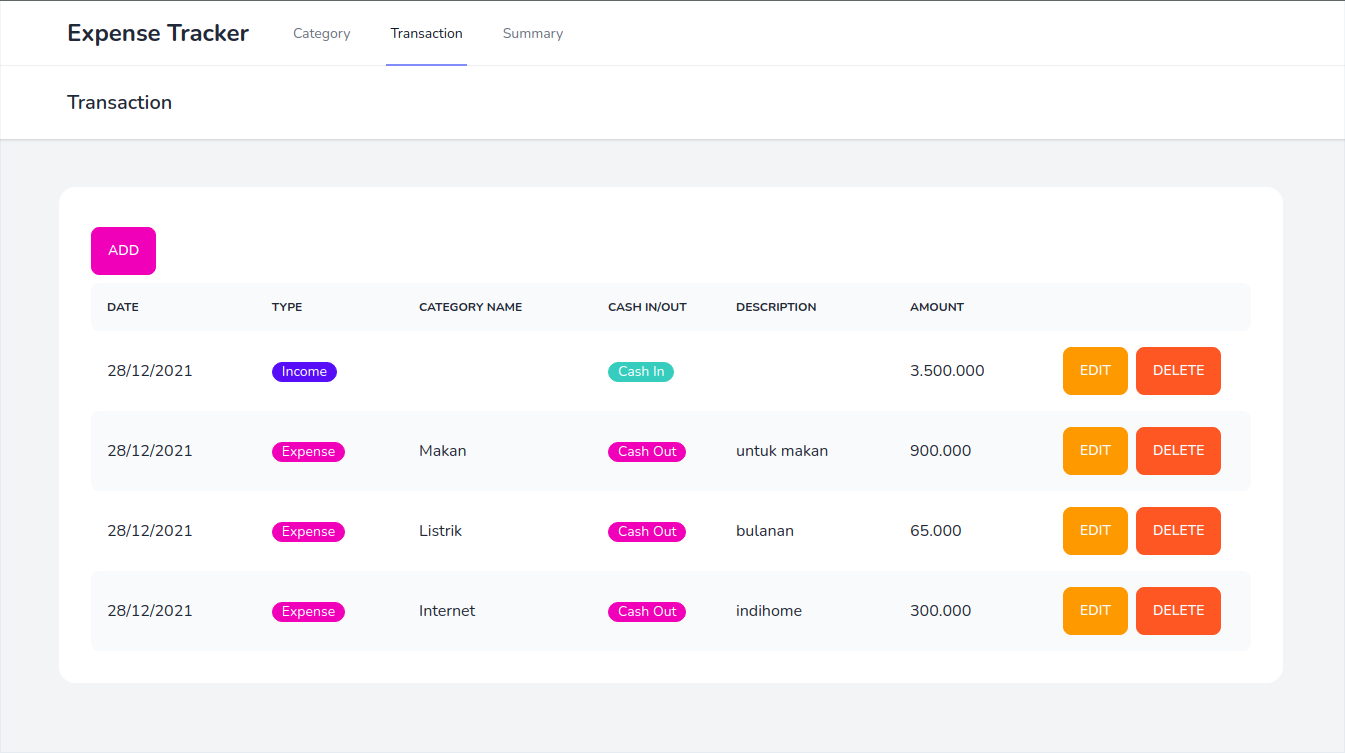 Expense Tracker Category Transaction Summary
Transaction
ADD
DATE TYPE CATEGORY NAME CASH IN/OUT DESCRIPTION AMOUNT
28/12/2021 Income Cash In 3.500.000 EDIT DELETE
28/12/2021 Expense Makan Cash Out untuk makan 900.000 EDIT DELETE
28/12/2021 Expense Listrik Cash Out bulanan 65.000 EDIT DELETE
28/12/2021 Expense Internet Cash Out indihome 300.000 EDIT DELETE